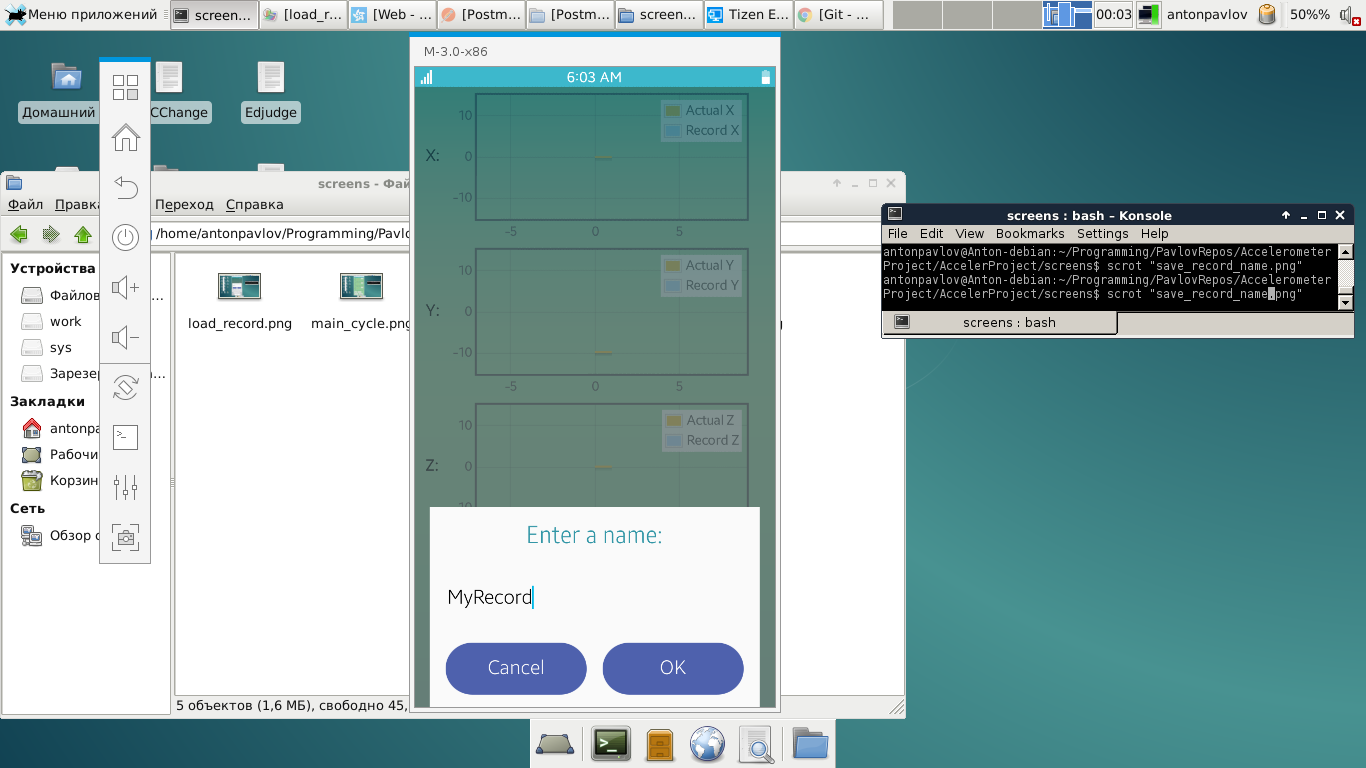 Меню приложений
screen...
[load_r...
[Web - ...
[Postm...
[Postm...
screen...
Tizen E...
[Git - ...
00:03
antonpavlov
50%%
Домашний
CChange
Edjudge
screens - Фай
Файл Правка Переход Справка
/home/antonpavlov/Programming/Pavlo
Устройства
Файлов ...
work
sys
Зарезер а...
Закладки
antonpa
Рабочи
Корзин
Сеть
Обзор с
load_record.png
main_cycle.png
5 объектов (1,6 МБ), свободно 45,
M-3.0-x86
6:03 AM
X:
10
0
-10
-5 0 5
Actual X
Record X
Y:
10
0
-10
-5 0 5
Actual Y
Record Y
Z:
10
0
Actual Z
Record Z
Enter a name:
MyRecord
Cancel OK
screens : bash – Konsole
File Edit View Bookmarks Settings Help
antonpavlov@Anton-debian:~/Programming/PavlovRepos/Accelerometer
Project/AccelerProject/screens$ scrot "save_record_name.png"
antonpavlov@Anton-debian:~/Programming/PavlovRepos/Accelerometer
Project/AccelerProject/screens$ scrot "save_record_name.png"
screens : bash